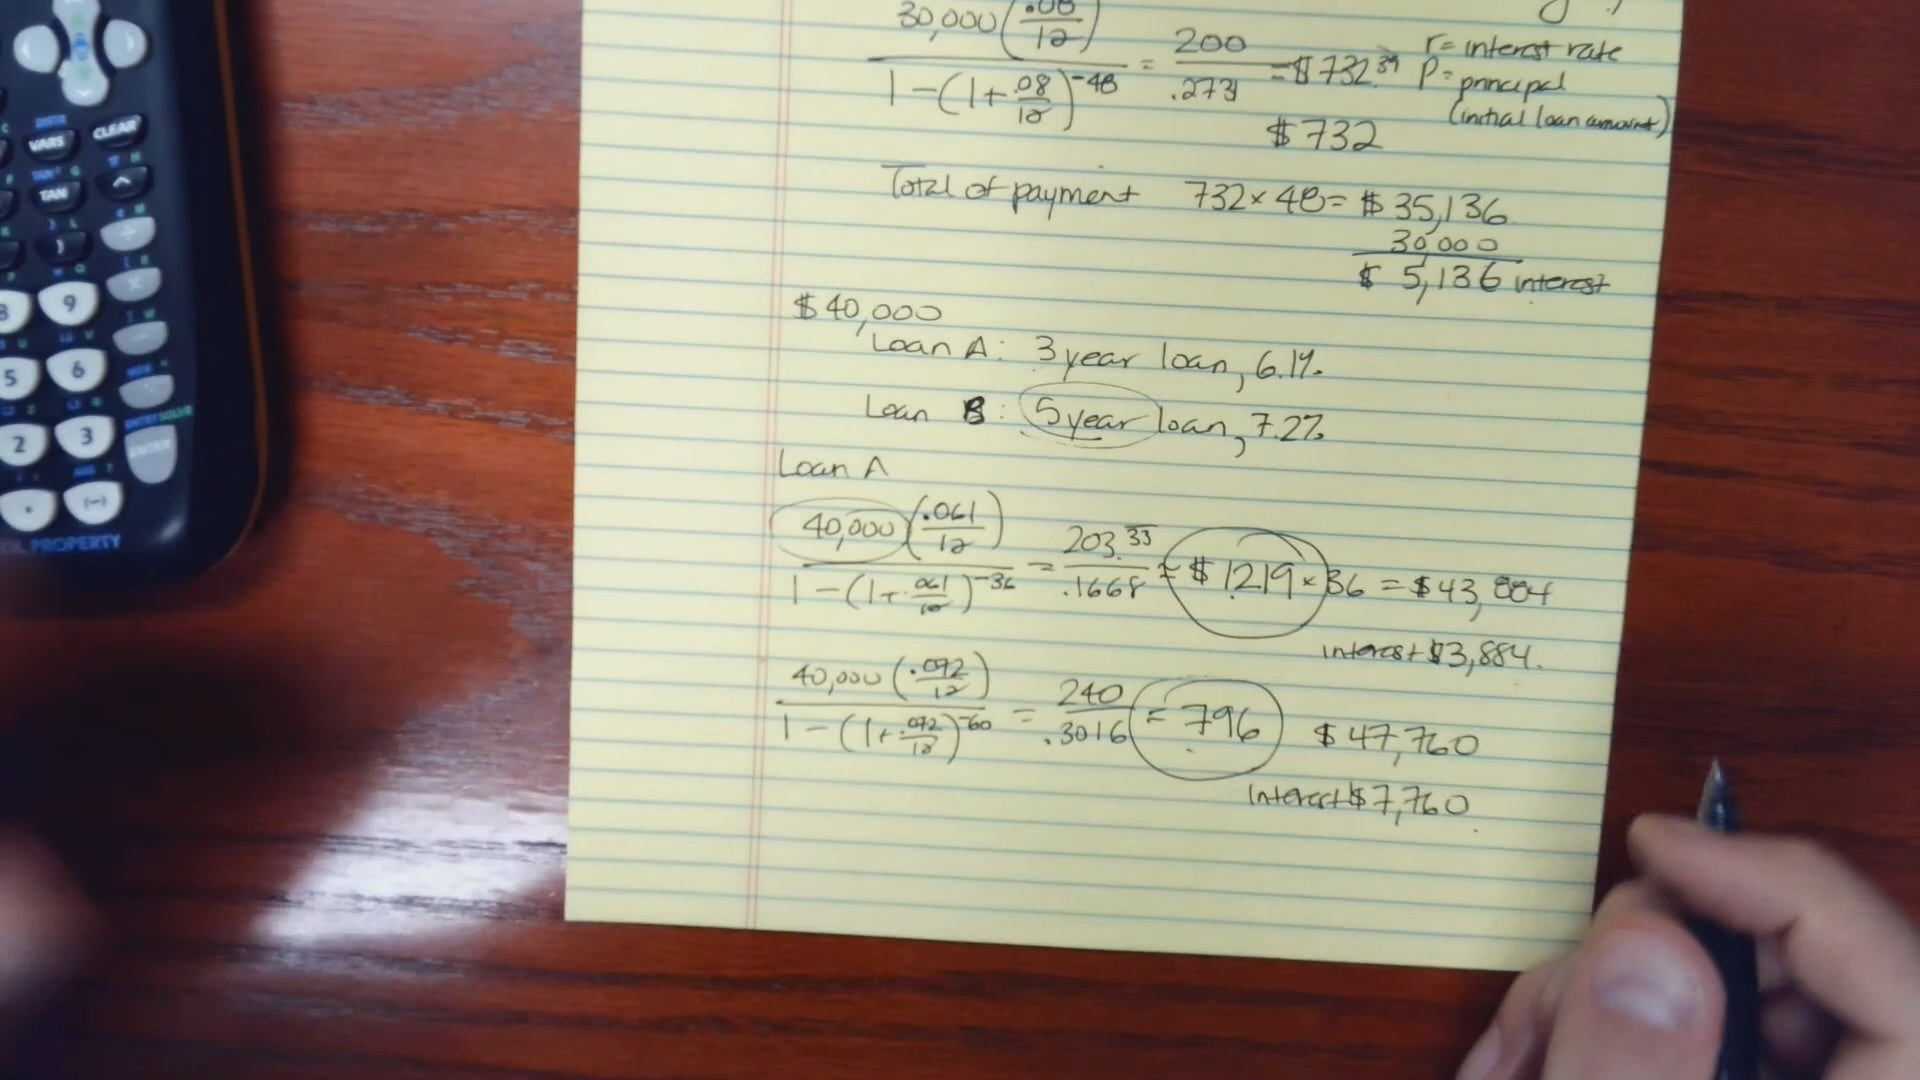 30,000(.08/12) / 1-(1+.08/12)^-48 = 200/.2731 = $732.39
r= interest rate
P= principal
(initial loan amount)
$732
Total of payment 732 × 48 = $35,136
30,000
$ 5,136 interest
$40,000
Loan A: 3 year loan, 6.1%
Loan B: 5 year loan, 7.2%
Loan A
40,000(.061/12) / 1-(1+.061/12)^-36 = 203.33/.1668 = $1219 × 36 = $43,884
interest $3,884.
40,000(.072/12) / 1-(1+.072/12)^-60 = 240/.3016 = 796 $47,760
Interest $7,760
VARS
CLEAR
TAN
^
)
÷
9
6
5
2
3
.
(-)
ENTER
ENTRY SOLVE
PROPERTY